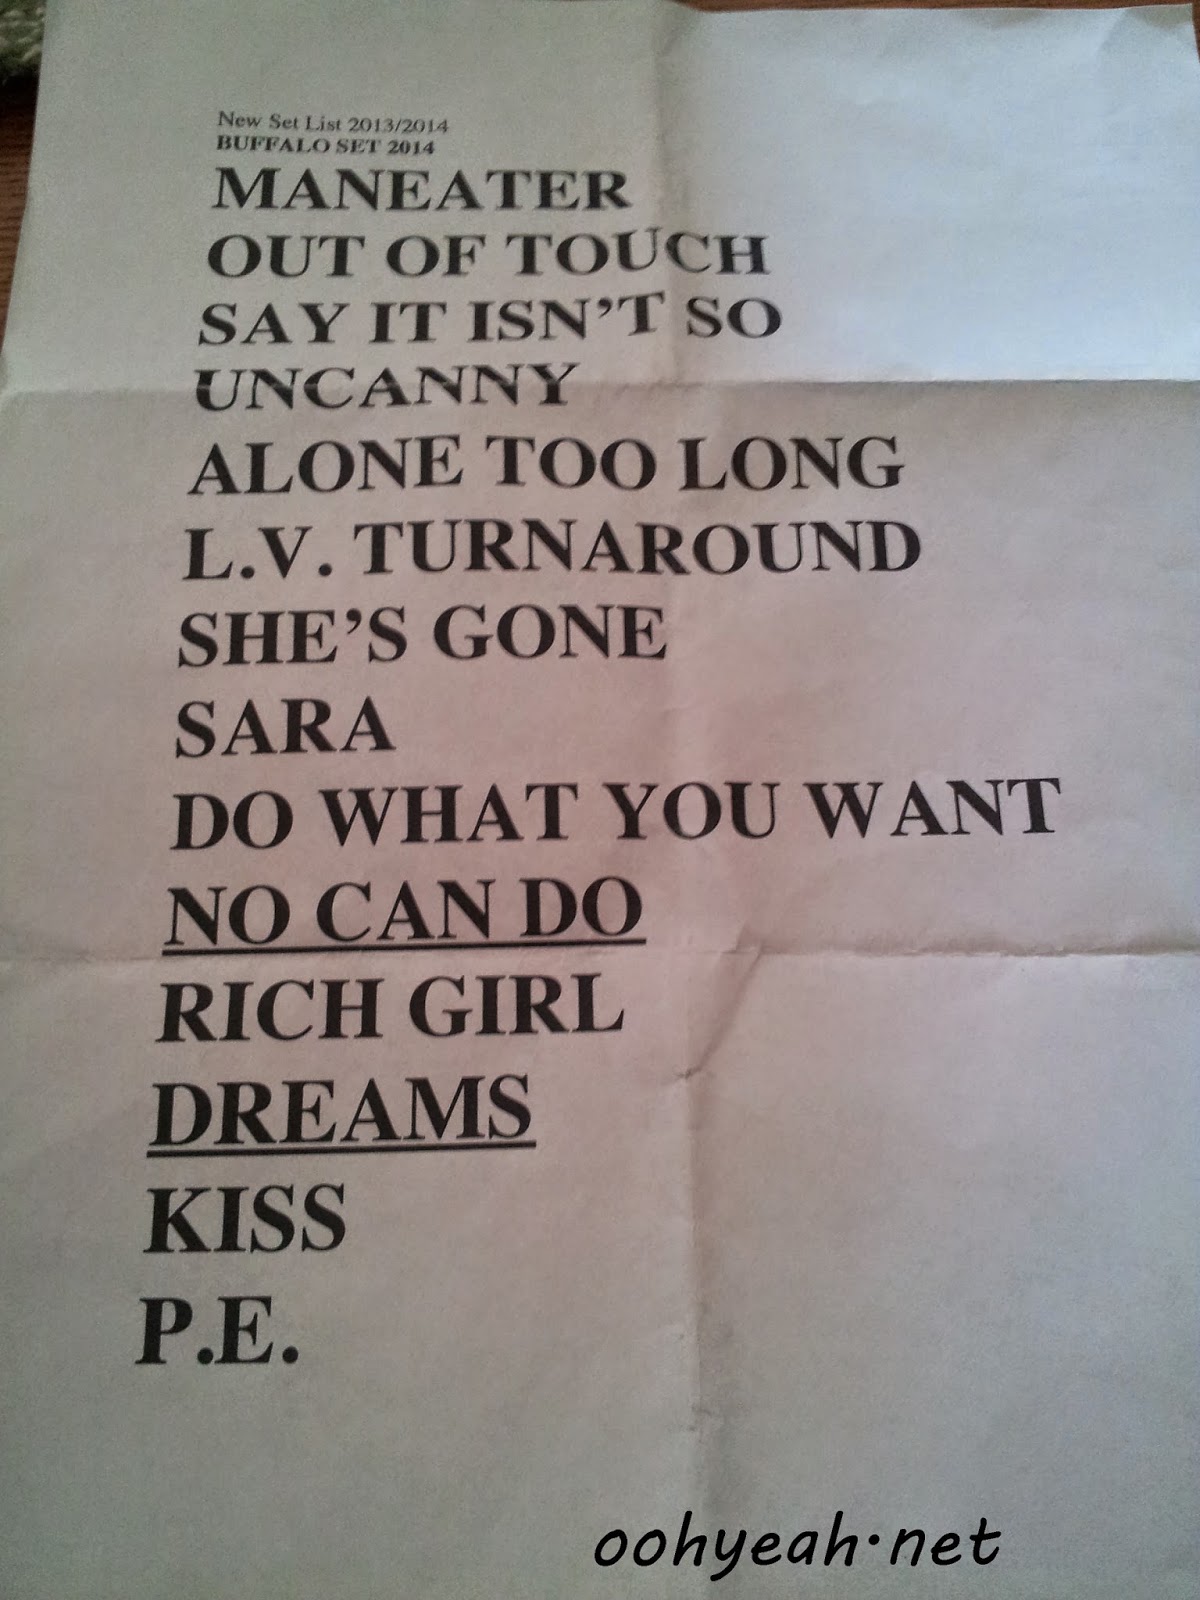 New Set List 2013/2014
BUFFALO SET 2014
MANEATER
OUT OF TOUCH
SAY IT ISN’T SO
UNCANNY
ALONE TOO LONG
L.V. TURNAROUND
SHE’S GONE
SARA
DO WHAT YOU WANT
NO CAN DO
RICH GIRL
DREAMS
KISS
P.E.
oohyeah.net